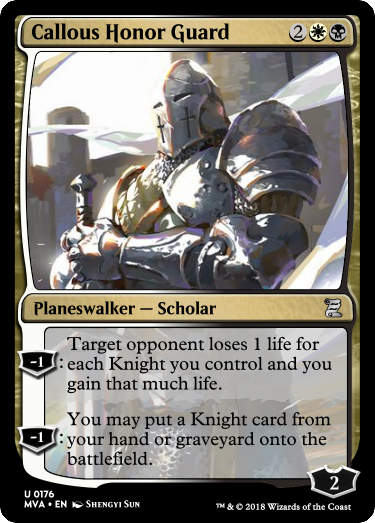 Callous Honor Guard 2
Planeswalker — Scholar
-1: Target opponent loses 1 life for
each Knight you control and you
gain that much life.
-1: You may put a Knight card from
your hand or graveyard onto the
battlefield.
2
U 0176
MVA • EN Shengyi Sun
™ & © 2018 Wizards of the Coast